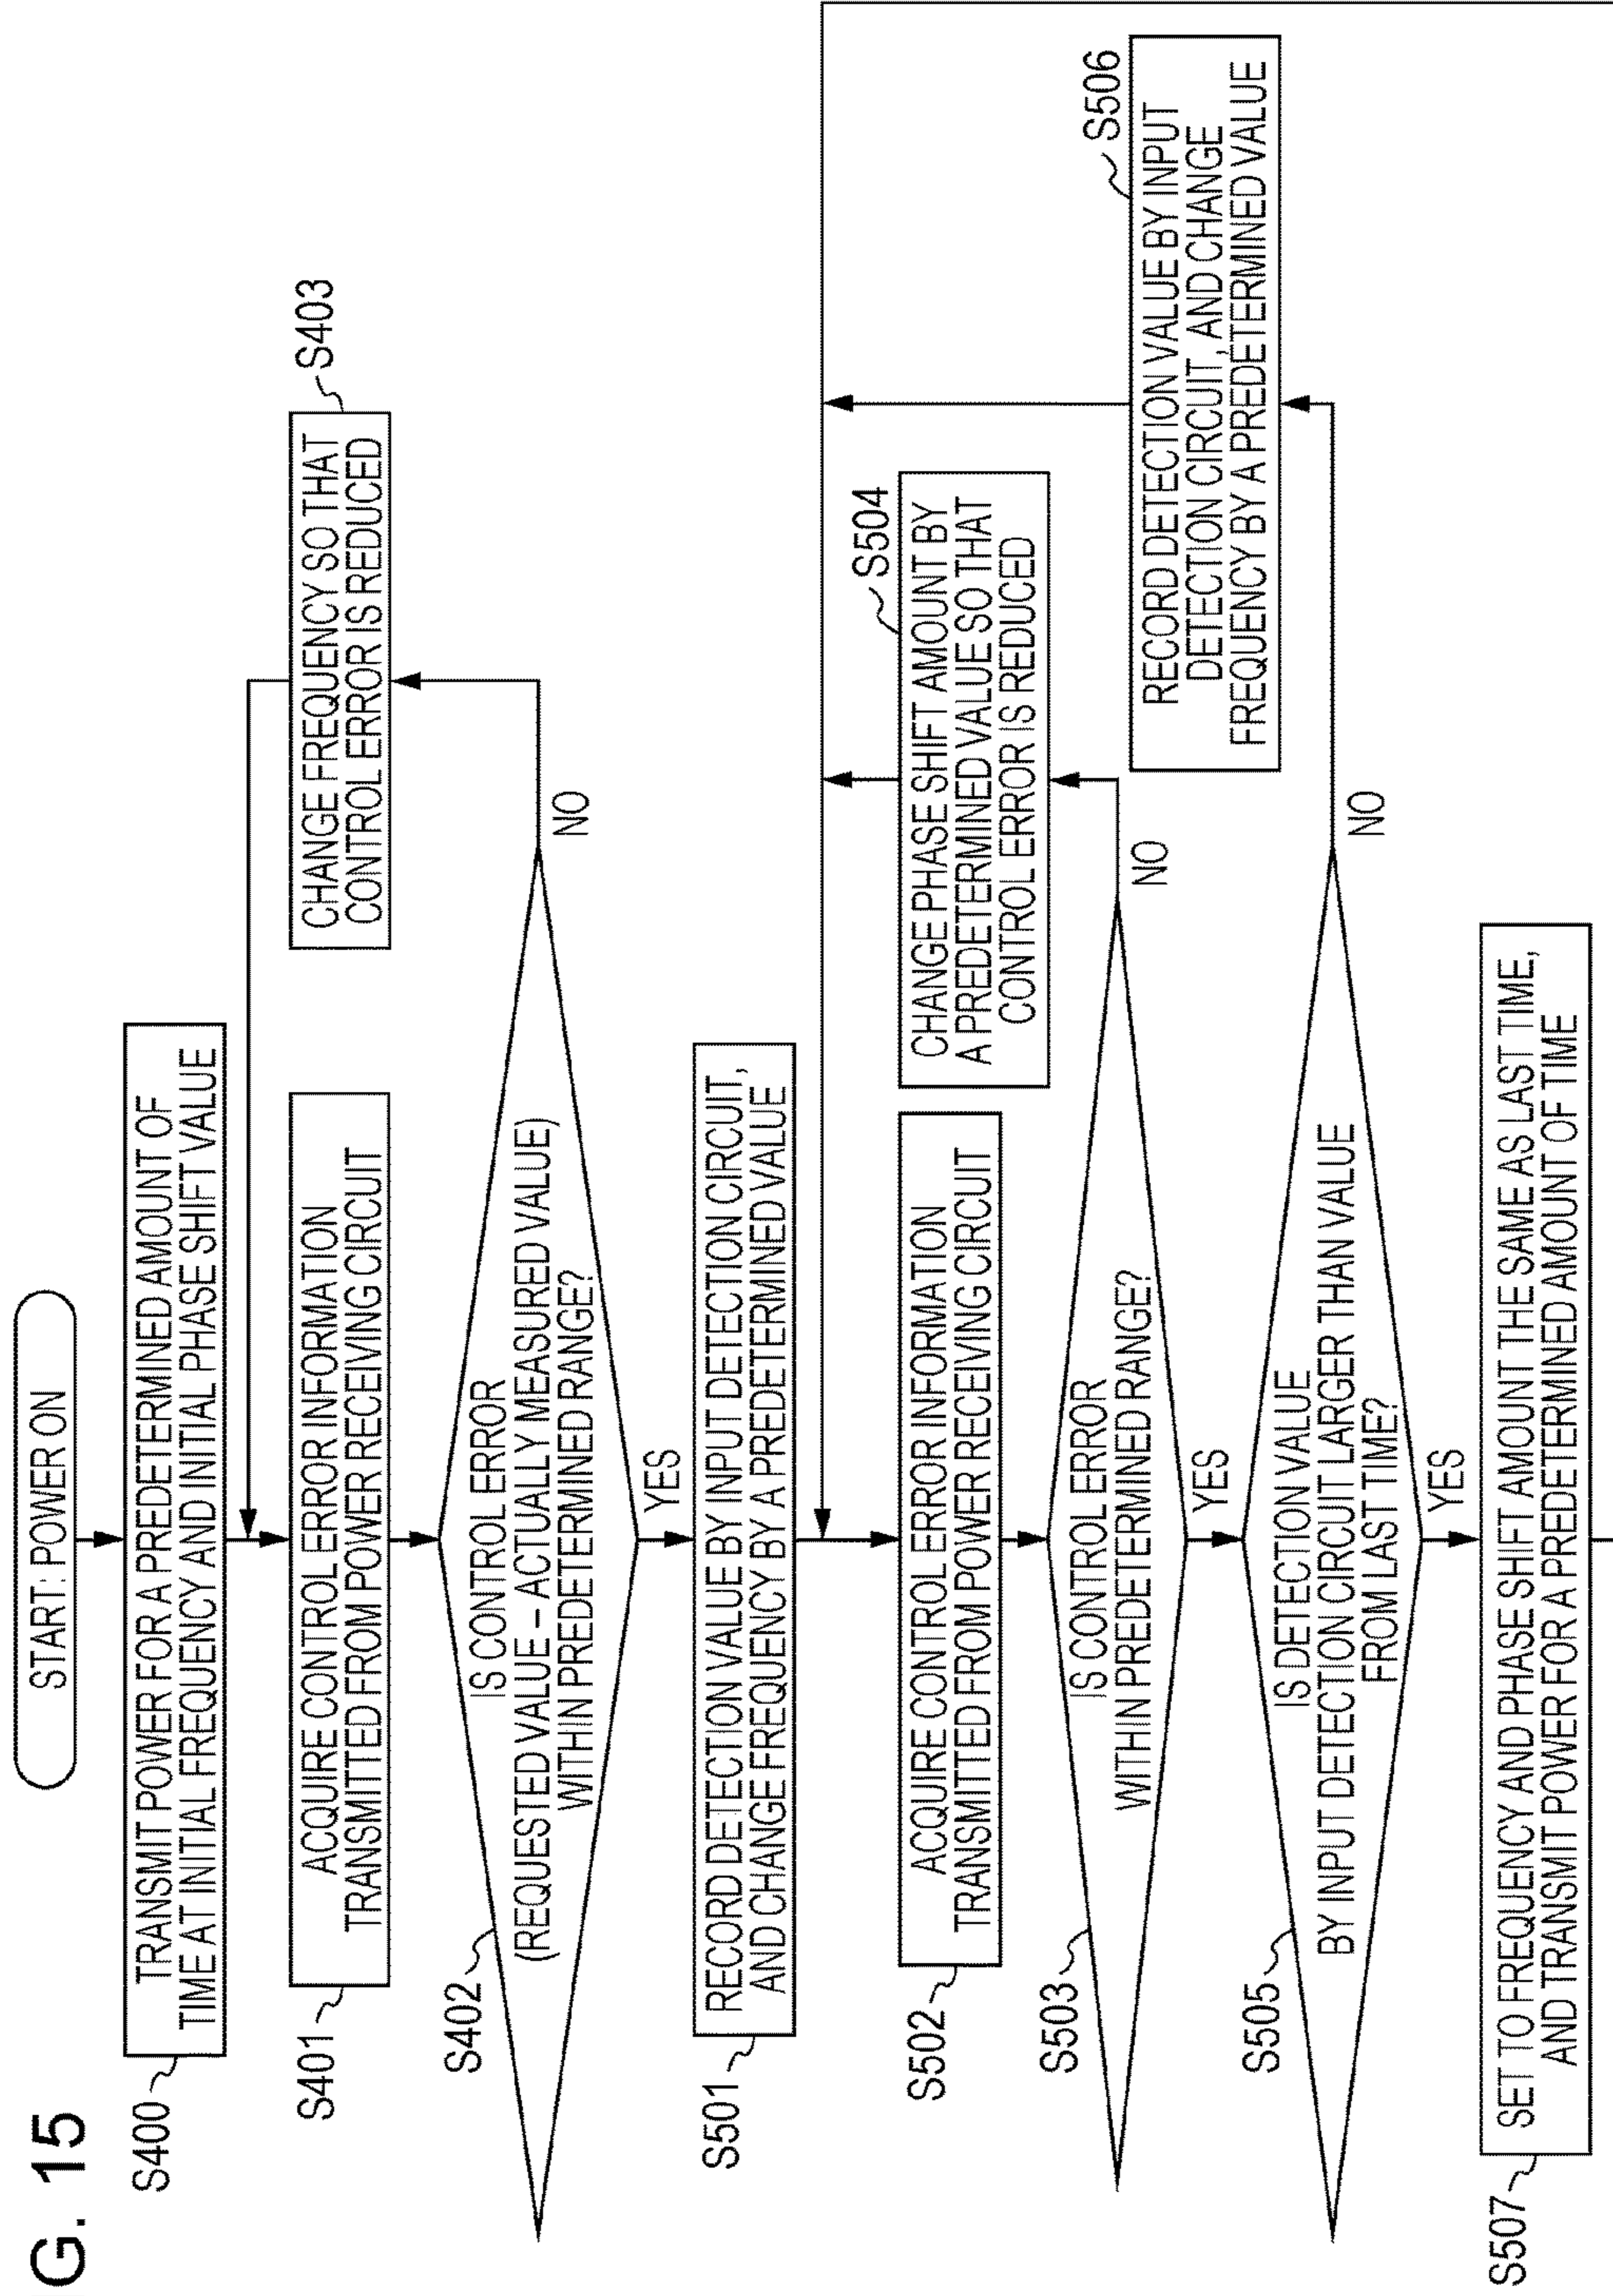 G. 15
START: POWER ON
S400
TRANSMIT POWER FOR A PREDETERMINED AMOUNT OF
TIME AT INITIAL FREQUENCY AND INITIAL PHASE SHIFT VALUE
S401
ACQUIRE CONTROL ERROR INFORMATION
TRANSMITTED FROM POWER RECEIVING CIRCUIT
S403
CHANGE FREQUENCY SO THAT
CONTROL ERROR IS REDUCED
S402
IS CONTROL ERROR
(REQUESTED VALUE – ACTUALLY MEASURED VALUE)
WITHIN PREDETERMINED RANGE?
NO
YES
S501
RECORD DETECTION VALUE BY INPUT DETECTION CIRCUIT,
AND CHANGE FREQUENCY BY A PREDETERMINED VALUE
S502
ACQUIRE CONTROL ERROR INFORMATION
TRANSMITTED FROM POWER RECEIVING CIRCUIT
S504
CHANGE PHASE SHIFT AMOUNT BY
A PREDETERMINED VALUE SO THAT
CONTROL ERROR IS REDUCED
S503
IS CONTROL ERROR
WITHIN PREDETERMINED RANGE?
NO
YES
S506
RECORD DETECTION VALUE BY INPUT
DETECTION CIRCUIT, AND CHANGE
FREQUENCY BY A PREDETERMINED VALUE
S505
IS DETECTION VALUE
BY INPUT DETECTION CIRCUIT LARGER THAN VALUE
FROM LAST TIME?
NO
YES
S507
SET TO FREQUENCY AND PHASE SHIFT AMOUNT THE SAME AS LAST TIME,
AND TRANSMIT POWER FOR A PREDETERMINED AMOUNT OF TIME